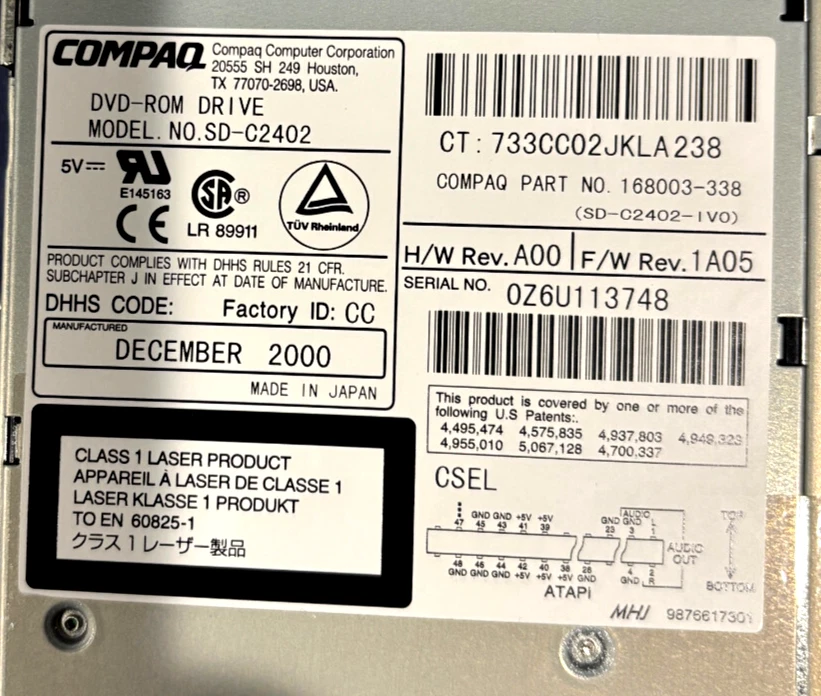 COMPAQ Compaq Computer Corporation
20555 SH 249 Houston,
TX 77070-2698, USA.
DVD-ROM DRIVE
MODEL. NO.SD-C2402
5V
E145163
CE
SA ®
LR 89911
TÜV Rheinland
PRODUCT COMPLIES WITH DHHS RULES 21 CFR.
SUBCHAPTER J IN EFFECT AT DATE OF MANUFACTURE.
DHHS CODE: Factory ID: CC
MANUFACTURED
DECEMBER 2000
MADE IN JAPAN
CLASS 1 LASER PRODUCT
APPAREIL À LASER DE CLASSE 1
LASER KLASSE 1 PRODUKT
TO EN 60825-1
クラス1レーザー製品
CT: 733CC02JKLA238
COMPAQ PART NO. 168003-338
(SD-C2402-IVO)
H/W Rev. A00 F/W Rev. 1A05
SERIAL NO. 0Z6U113748
This product is covered by one or more of the
following U.S Patents:.
4,495,474 4,575,835 4,937,803 4,949,323
4,955,010 5,067,128 4,700,337
CSEL
AUDIO
GND GND +5V +5V GND GND L
47 45 43 41 39 23 3 1
TOP
AUDIO
OUT
48 46 44 42 40 38 28 4 2
GND GND GND +5V +5V +5V GND GND R
BOTTOM
ATAPI
MHJ 9876617301